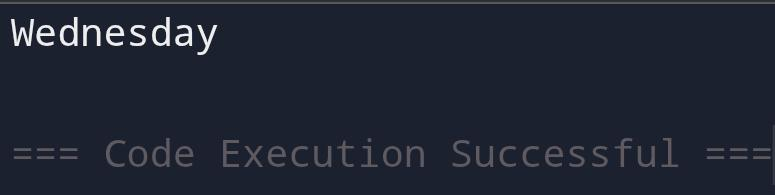 Wednesday
=== Code Execution Successful ===